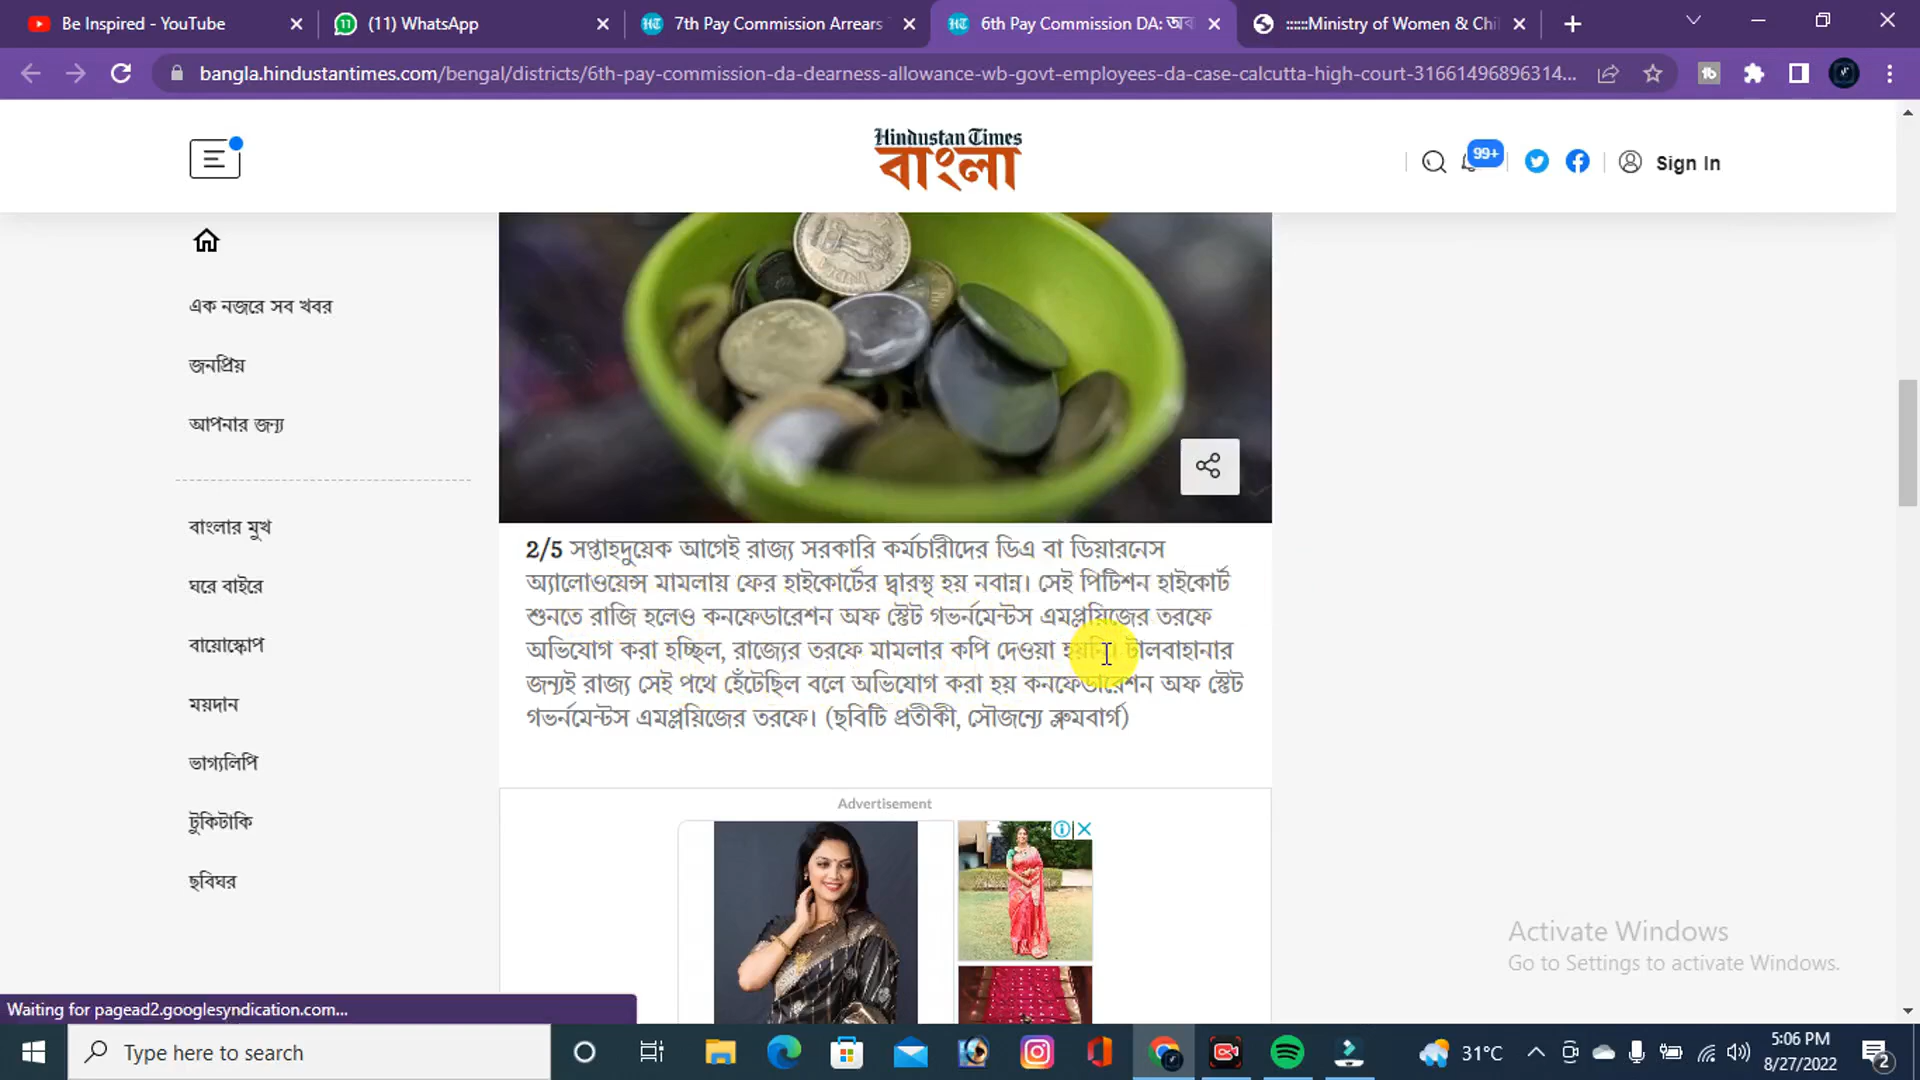 Be Inspired - YouTube
(11) WhatsApp
7th Pay Commission Arrears
6th Pay Commission DA: অব
::::::Ministry of Women & Chi
bangla.hindustantimes.com/bengal/districts/6th-pay-commission-da-dearness-allowance-wb-govt-employees-da-case-calcutta-high-court-31661496896314...
Hindustan Times
বাংলা
99+
Sign In
এক নজরে সব খবর
জনপ্রিয়
আপনার জন্য
বাংলার মুখ
ঘরে বাইরে
বায়োস্কোপ
ময়দান
ভাগ্যলিপি
টুকিটাকি
ছবিঘর
2/5 সপ্তাহদুয়েক আগেই রাজ্য সরকারি কর্মচারীদের ডিএ বা ডিয়ারনেস
অ্যালোওয়েন্স মামলায় ফের হাইকোর্টের দ্বারস্থ হয় নবান্ন। সেই পিটিশন হাইকোর্ট
শুনতে রাজি হলেও কনফেডারেশন অফ স্টেট গভর্নমেন্টস এমপ্লয়িজের তরফে
অভিযোগ করা হচ্ছিল, রাজ্যের তরফে মামলার কপি দেওয়া হয়নি। টালবাহানার
জন্যই রাজ্য সেই পথে হেঁটেছিল বলে অভিযোগ করা হয় কনফেডারেশন অফ স্টেট
গভর্নমেন্টস এমপ্লয়িজের তরফে। (ছবিটি প্রতীকী, সৌজন্যে ব্লুমবার্গ)
Advertisement
Activate Windows
Go to Settings to activate Windows.
Waiting for pagead2.googlesyndication.com...
Type here to search
31°C
5:06 PM
8/27/2022
2